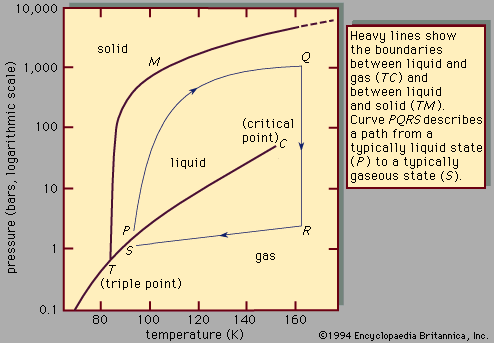 10,000
1,000
100
10
1
0.1
pressure (bars, logarithmic scale)
solid
M
Q
(critical
point)
C
liquid
P
S
R
T
gas
(triple point)
80
100
120
140
160
temperature (K)
Heavy lines show
the boundaries
between liquid and
gas (TC) and
between liquid
and solid (TM).
Curve PQRS describes
a path from a
typically liquid state
(P) to a typically
gaseous state (S).
©1994 Encyclopaedia Britannica, Inc.